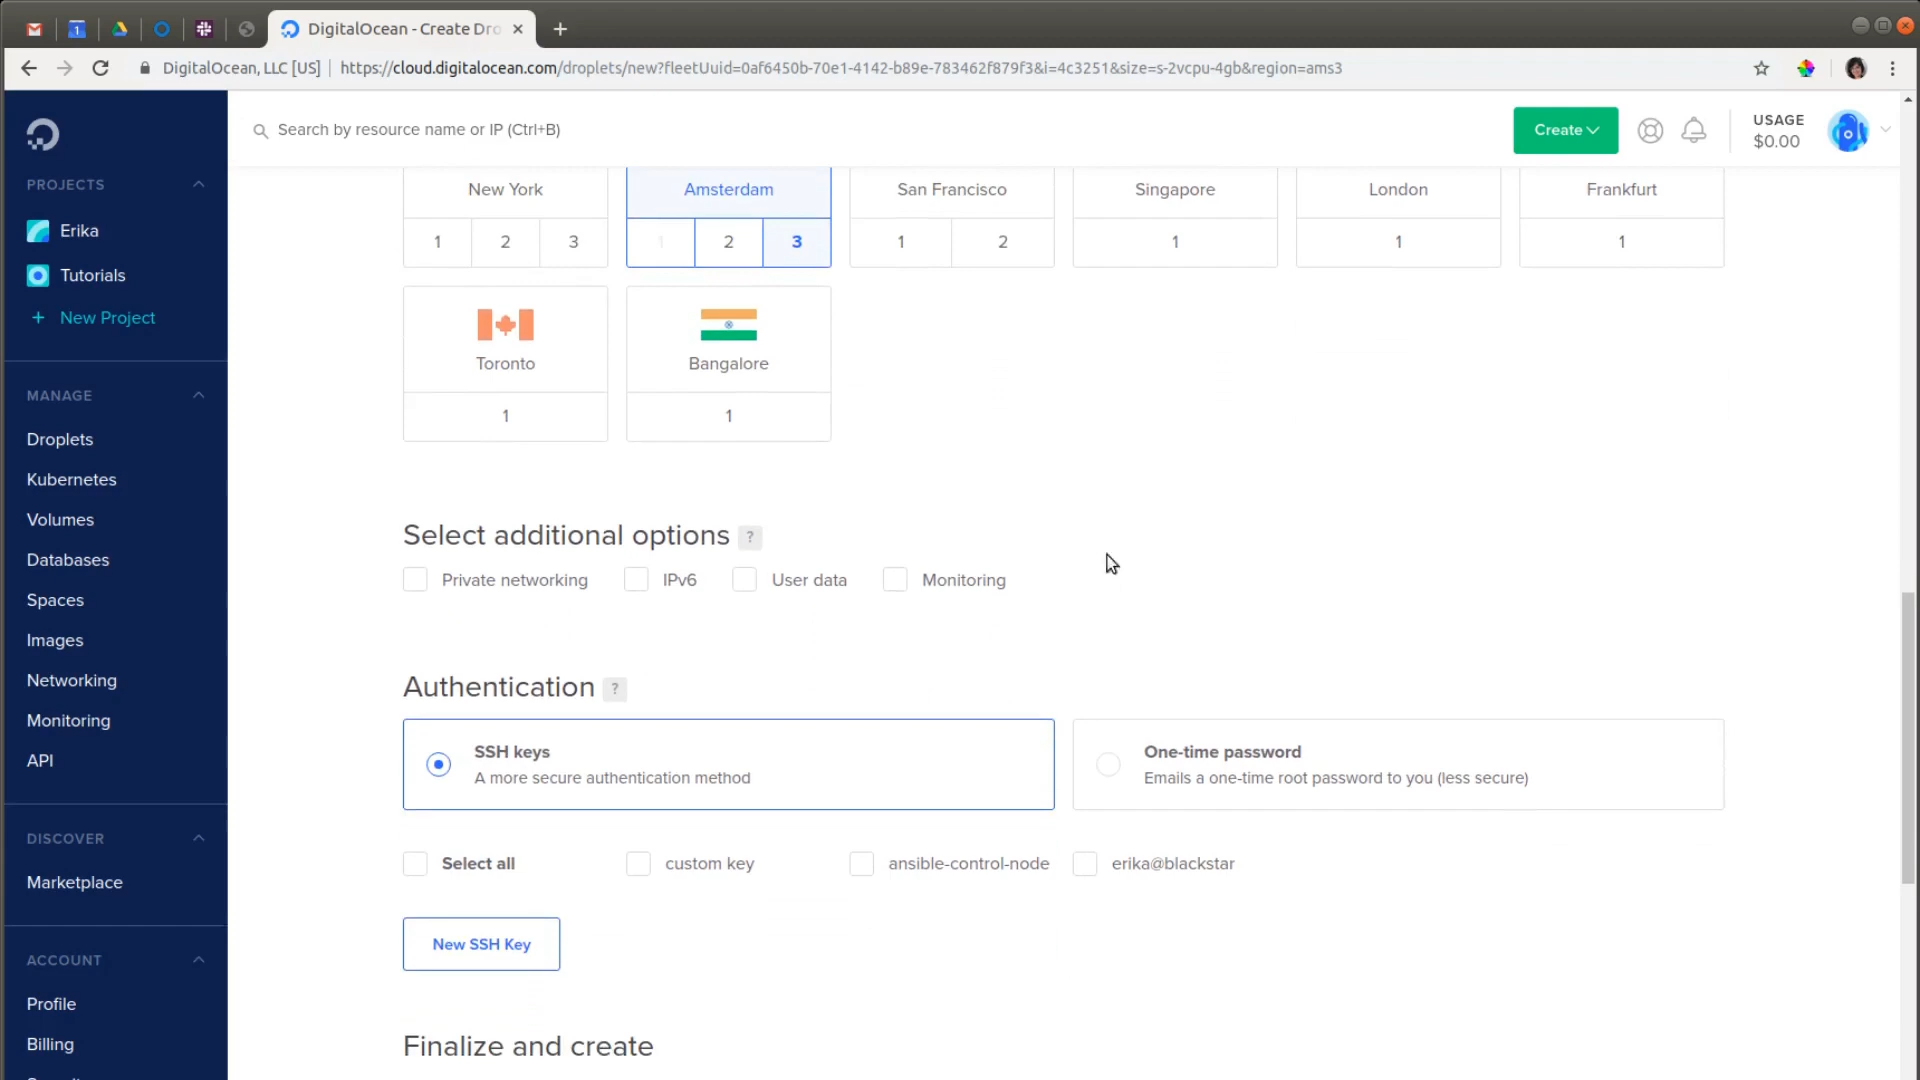 1
DigitalOcean - Create Dro
DigitalOcean, LLC [US]
https://cloud.digitalocean.com/droplets/new?fleetUuid=0af6450b-70e1-4142-b89e-783462f879f3&i=4c3251&size=s-2vcpu-4gb&region=ams3
Search by resource name or IP (Ctrl+B)
Create
USAGE
$0.00
PROJECTS
Erika
Tutorials
+ New Project
MANAGE
Droplets
Kubernetes
Volumes
Databases
Spaces
Images
Networking
Monitoring
API
DISCOVER
Marketplace
ACCOUNT
Profile
Billing
New York
1 2 3
Amsterdam
1 2 3
San Francisco
1 2
Singapore
1
London
1
Frankfurt
1
Toronto
1
Bangalore
1
Select additional options ?
Private networking
IPv6
User data
Monitoring
Authentication ?
SSH keys
A more secure authentication method
One-time password
Emails a one-time root password to you (less secure)
Select all
custom key
ansible-control-node
erika@blackstar
New SSH Key
Finalize and create